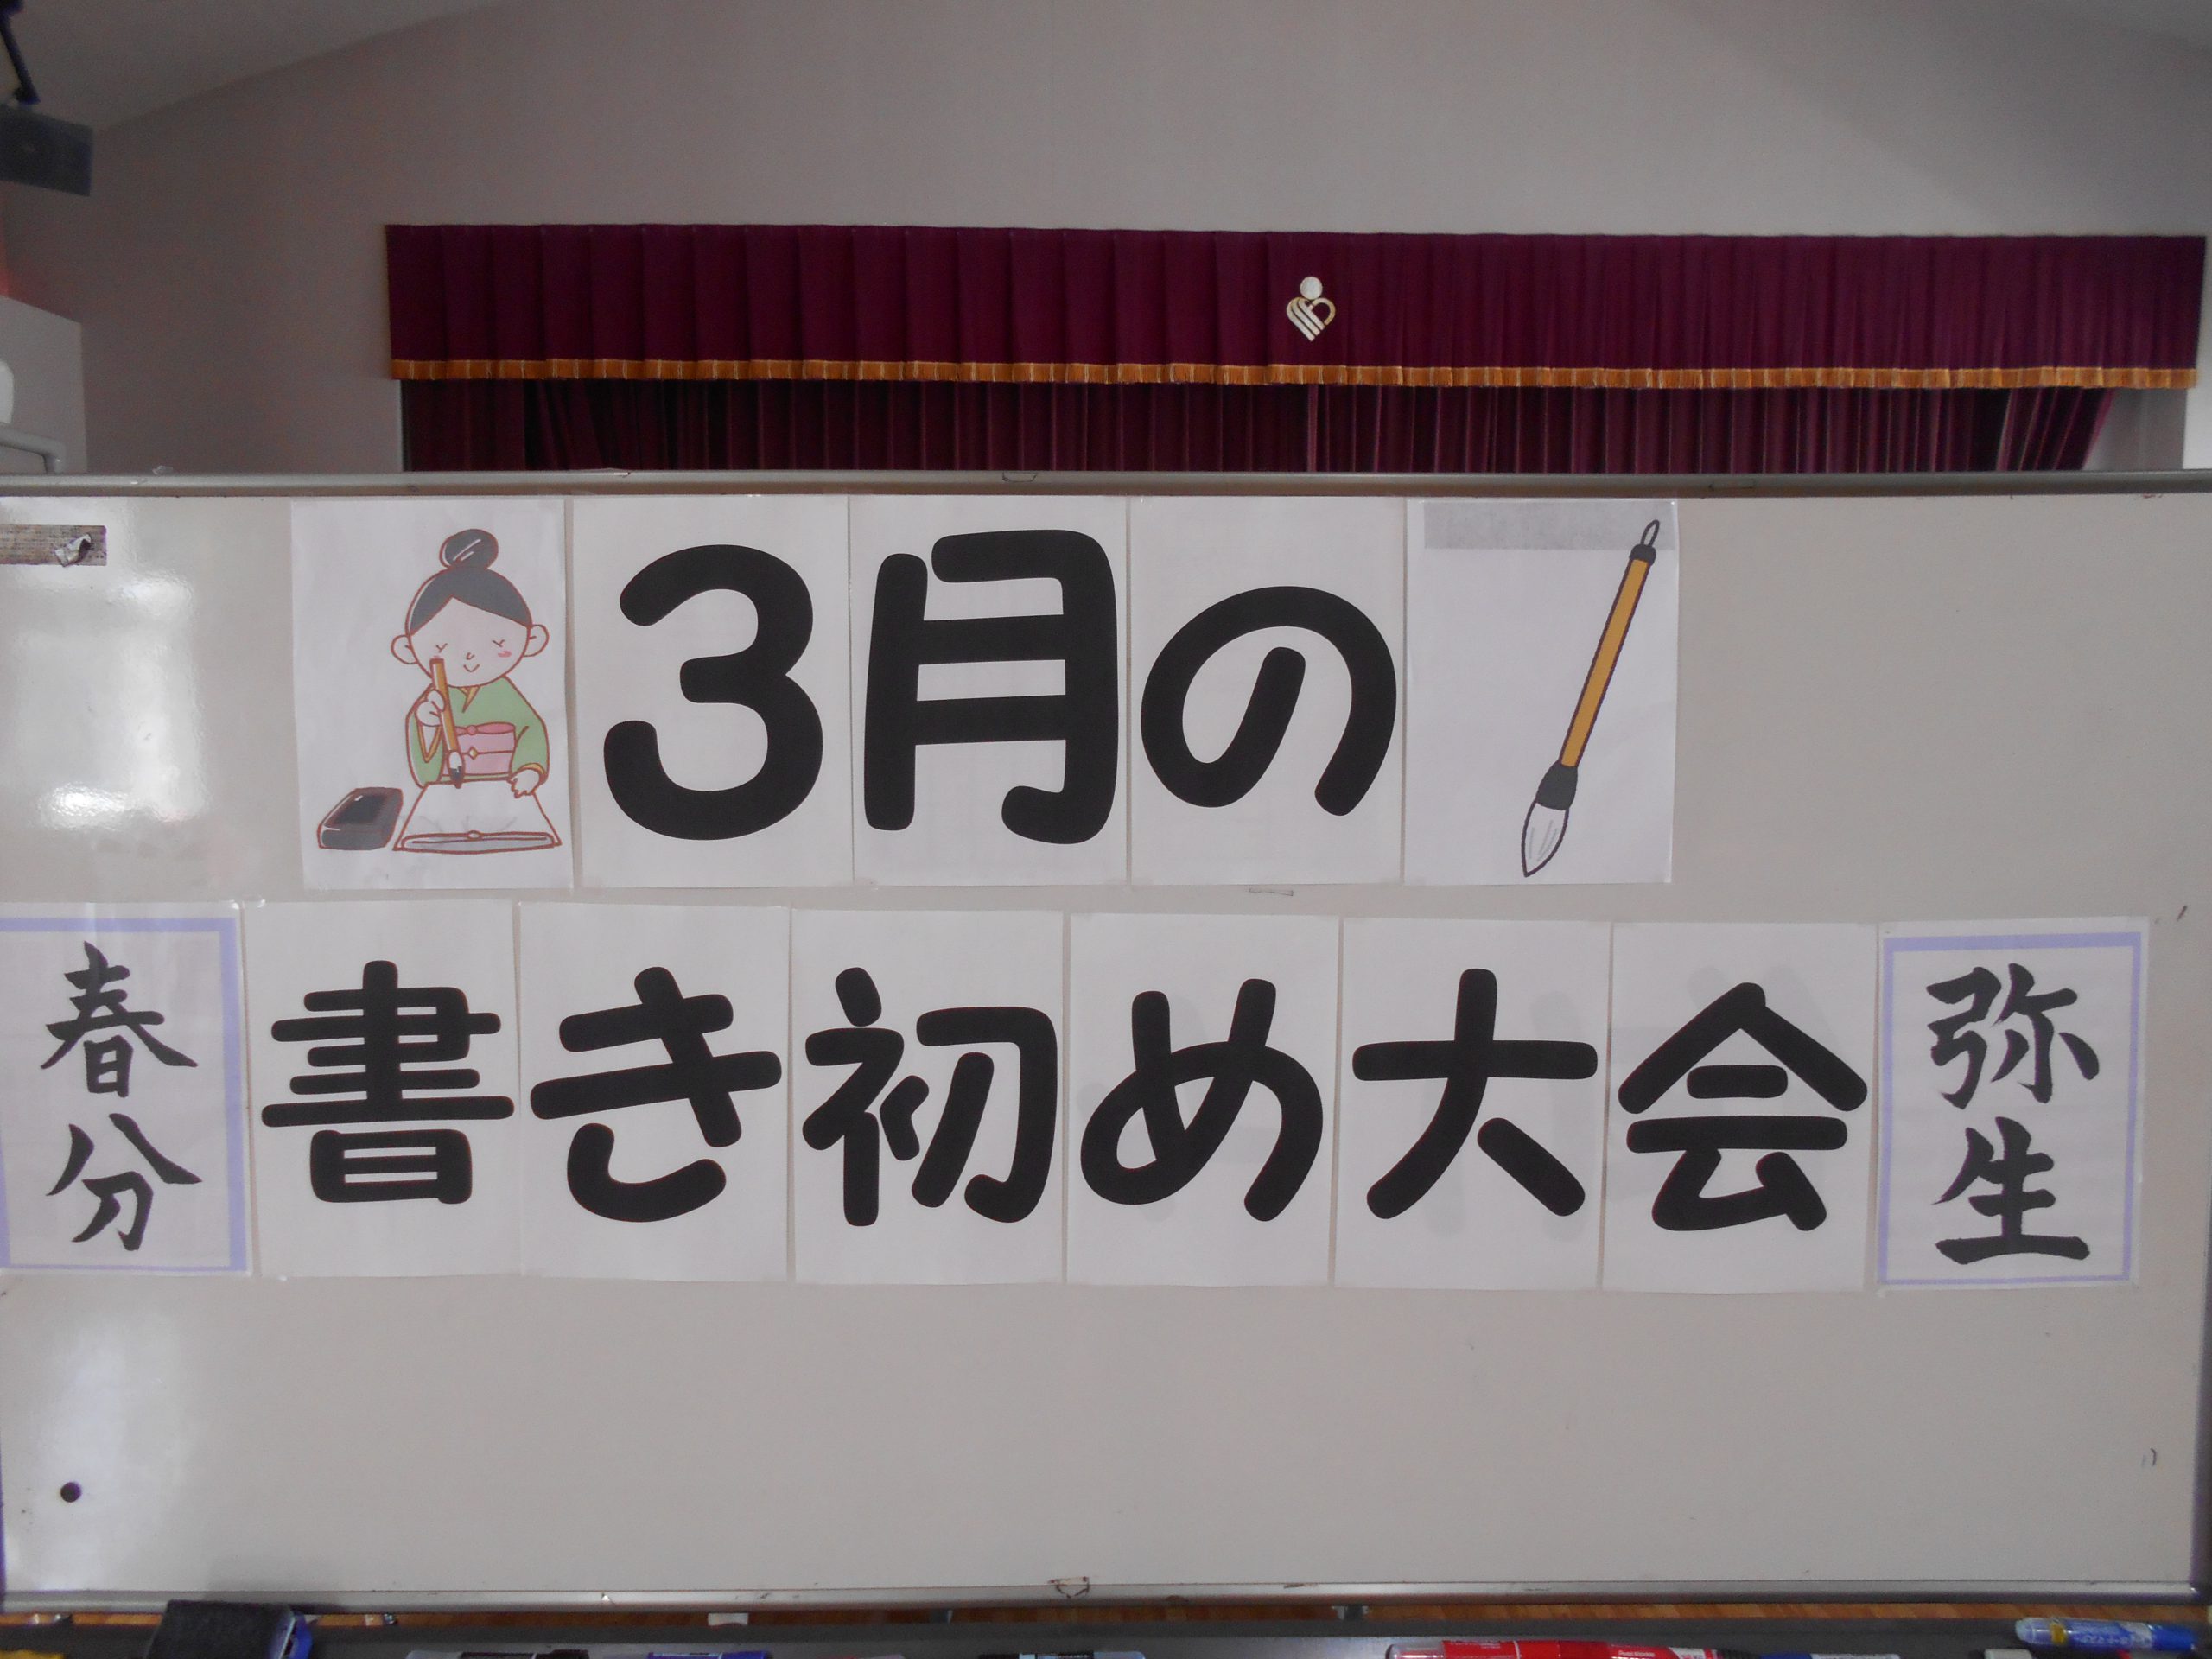 3月の
春分
書き初め大会
弥生